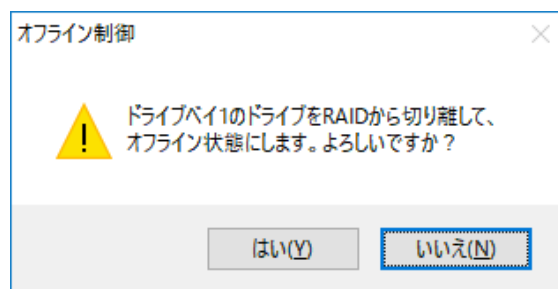 オフライン制御
ドライブベイ1のドライブをRAIDから切り離して、
オフライン状態にします。よろしいですか？
はい(Y)
いいえ(N)